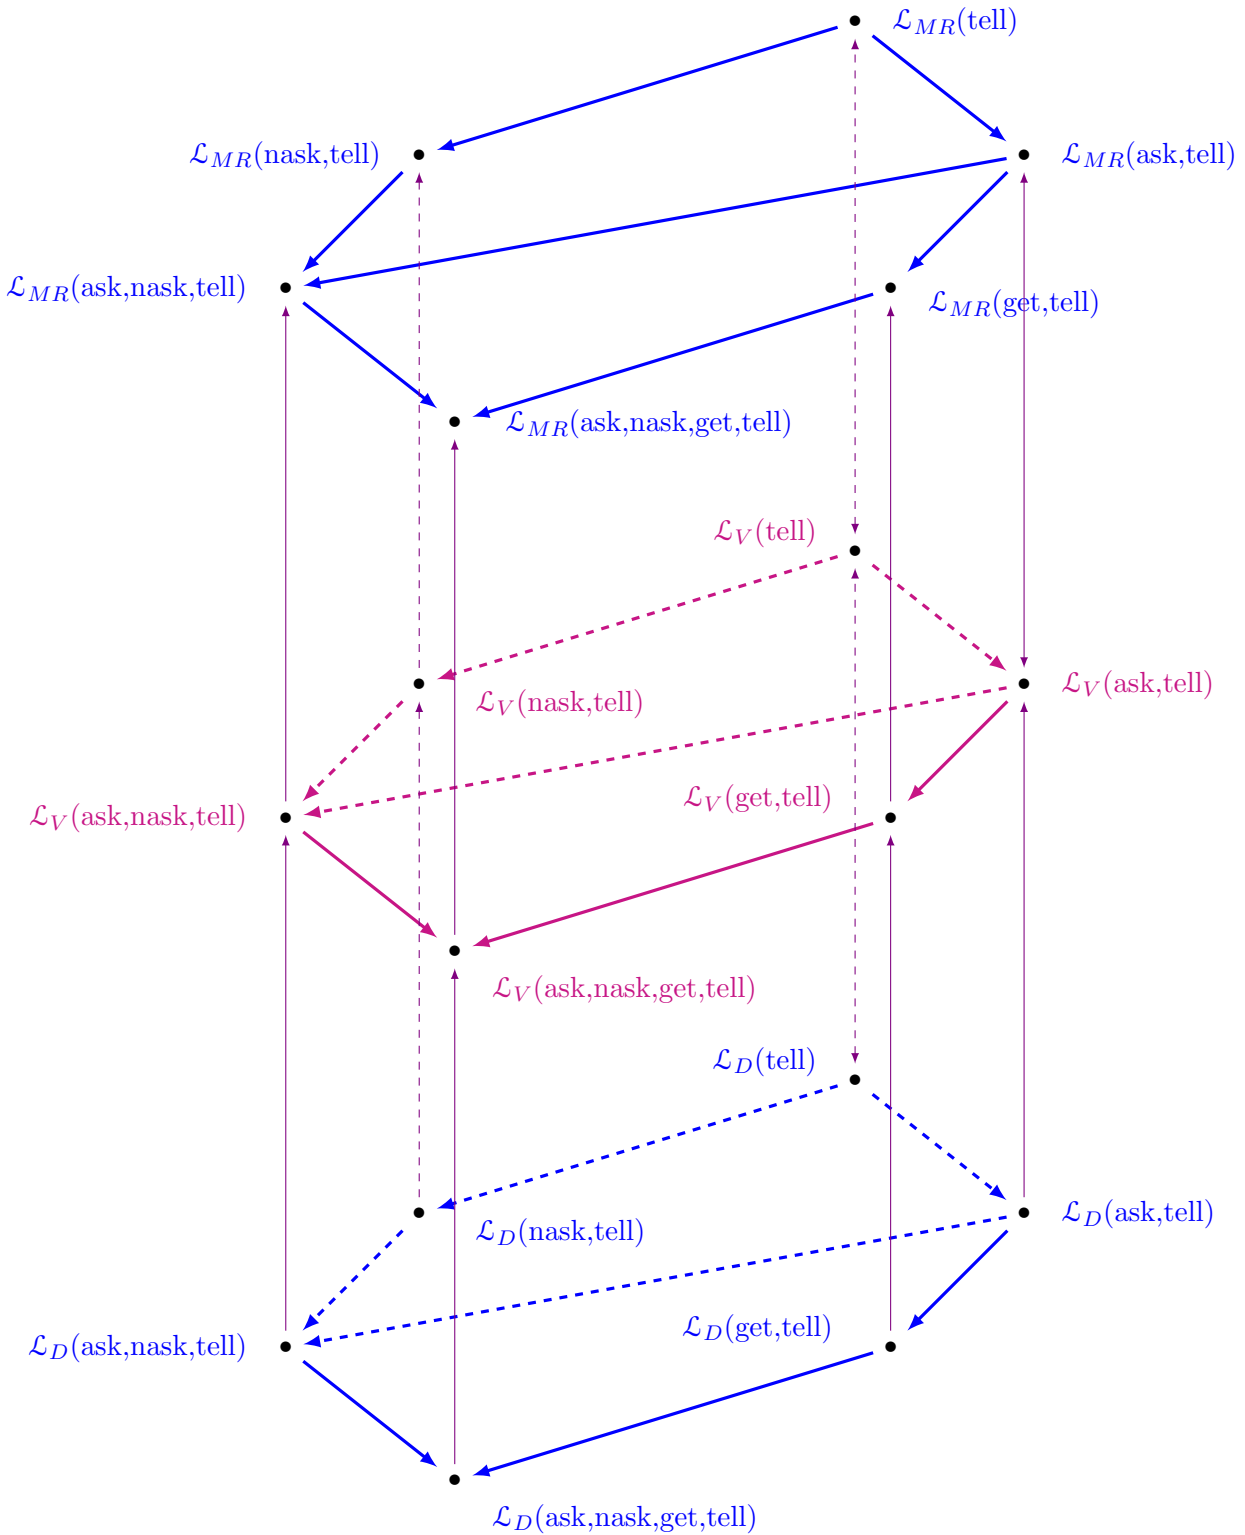 ℒ_MR(tell)
ℒ_MR(nask,tell)
ℒ_MR(ask,tell)
ℒ_MR(ask,nask,tell)
ℒ_MR(get,tell)
ℒ_MR(ask,nask,get,tell)
ℒ_V(tell)
ℒ_V(nask,tell)
ℒ_V(ask,tell)
ℒ_V(get,tell)
ℒ_V(ask,nask,tell)
ℒ_V(ask,nask,get,tell)
ℒ_D(tell)
ℒ_D(nask,tell)
ℒ_D(ask,tell)
ℒ_D(get,tell)
ℒ_D(ask,nask,tell)
ℒ_D(ask,nask,get,tell)